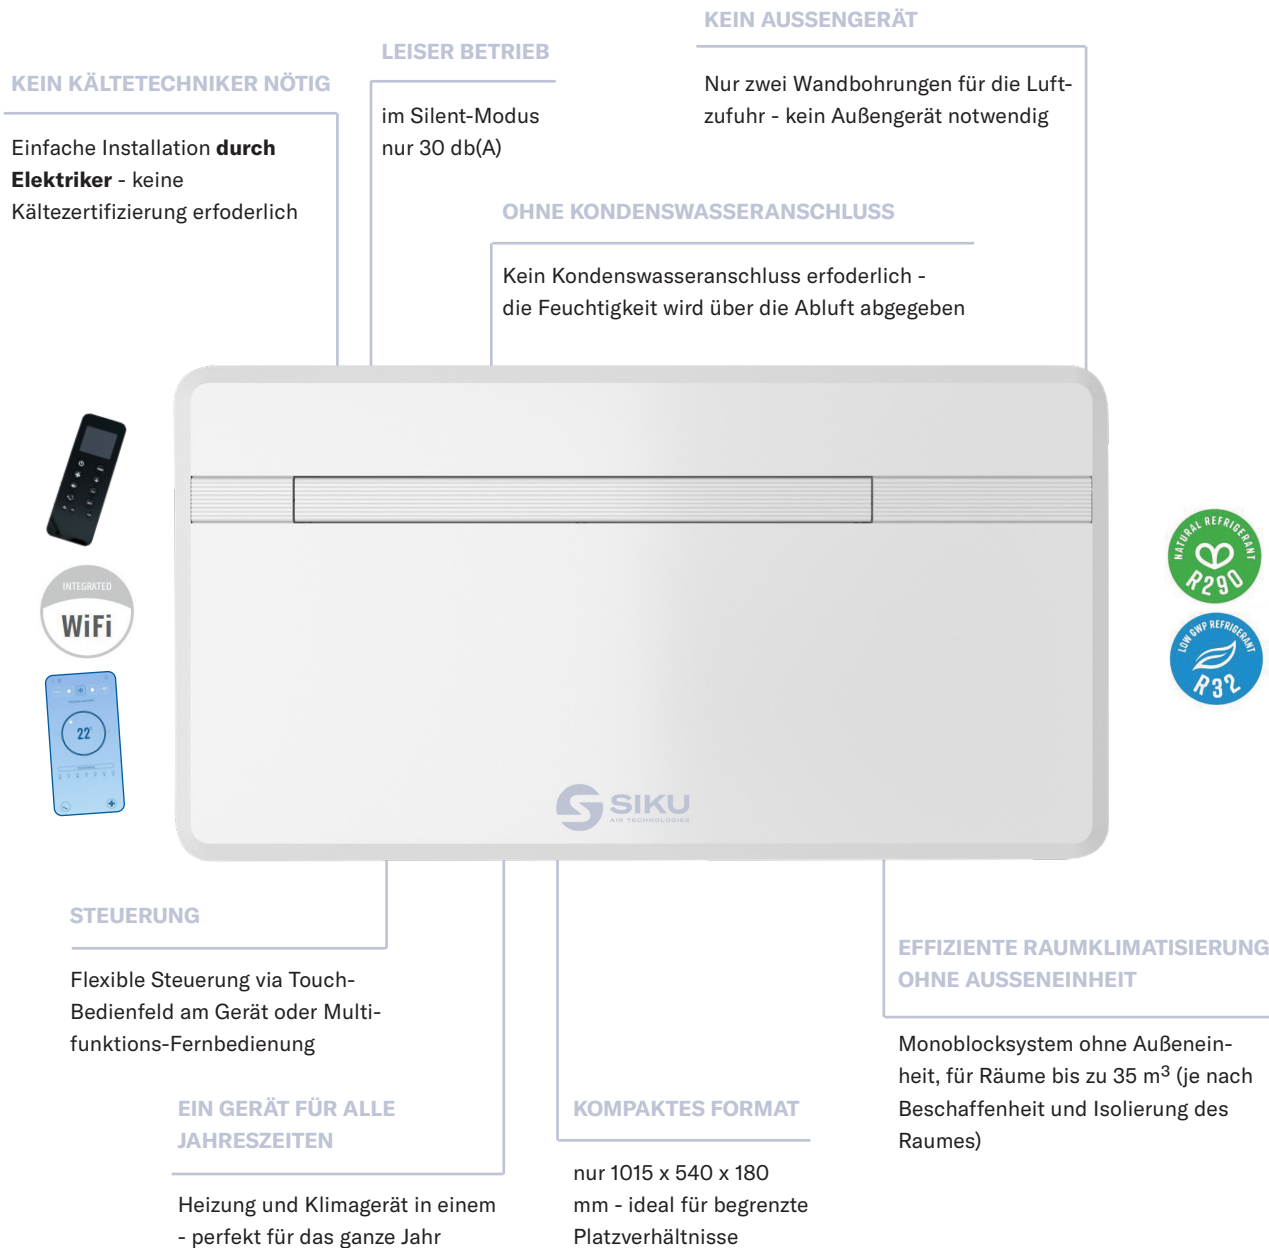 KEIN AUSSENGERÄT
Nur zwei Wandbohrungen für die Luft-
zufuhr - kein Außengerät notwendig
LEISER BETRIEB
im Silent-Modus
nur 30 db(A)
KEIN KÄLTETECHNIKER NÖTIG
Einfache Installation durch
Elektriker - keine
Kältezertifizierung erfoderlich
OHNE KONDENSWASSERANSCHLUSS
Kein Kondenswasseranschluss erfoderlich -
die Feuchtigkeit wird über die Abluft abgegeben
INTEGRATED
WiFi
22°
NATURAL REFRIGERANT
R290
LOW GWP REFRIGERANT
R32
SIKU
AIR TECHNOLOGIES
STEUERUNG
Flexible Steuerung via Touch-
Bedienfeld am Gerät oder Multi-
funktions-Fernbedienung
EFFIZIENTE RAUMKLIMATISIERUNG
OHNE AUSSENEINHEIT
Monoblocksystem ohne Außenein-
heit, für Räume bis zu 35 m³ (je nach
Beschaffenheit und Isolierung des
Raumes)
EIN GERÄT FÜR ALLE
JAHRESZEITEN
Heizung und Klimagerät in einem
- perfekt für das ganze Jahr
KOMPAKTES FORMAT
nur 1015 x 540 x 180
mm - ideal für begrenzte
Platzverhältnisse